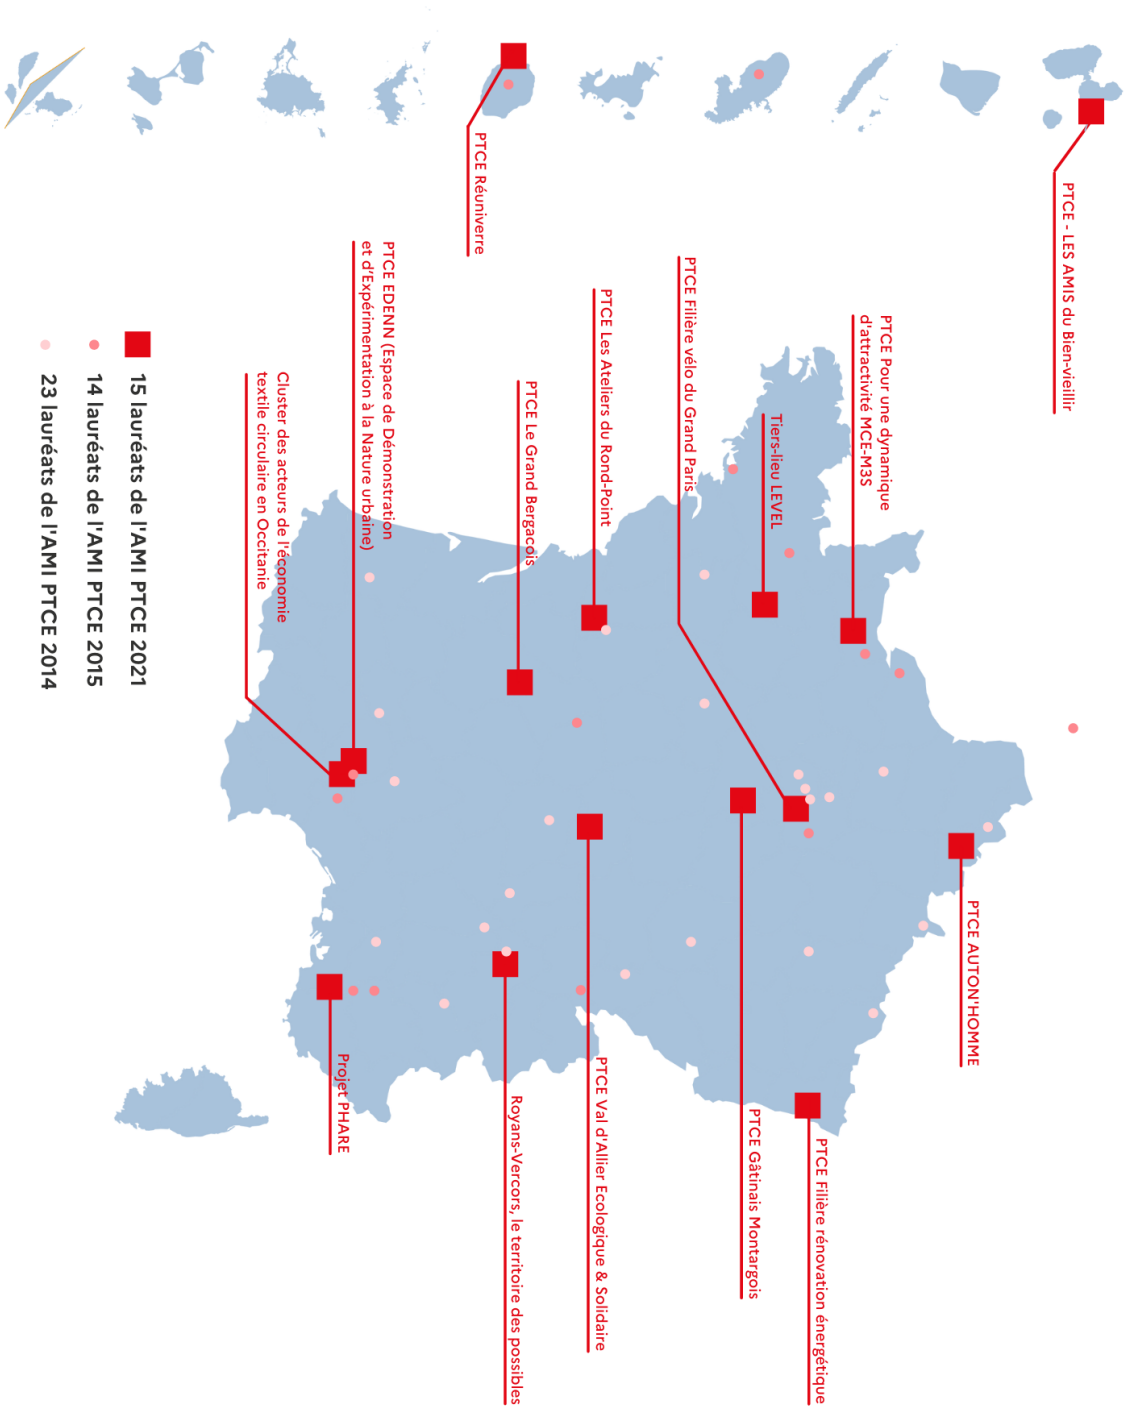 PTCE - LES AMIS du Bien-vieillir
PTCE Réuniverre
PTCE Pour une dynamique
d'attractivité MCE-M3S
Tiers-lieu LEVEL
PTCE Filière vélo du Grand Paris
PTCE Les Ateliers du Rond-Point
PTCE Le Grand Bergacois
PTCE EDENN (Espace de Démonstration
et d'Expérimentation à la Nature urbaine)
Cluster des acteurs de l'économie
textile circulaire en Occitanie
PTCE AUTON'HOMME
PTCE Filière rénovation énergétique
PTCE Gâtinais Montargois
PTCE Val d'Allier Ecologique & Solidaire
Royans-Vercors, le territoire des possibles
Projet PHARE
15 lauréats de l'AMI PTCE 2021
14 lauréats de l'AMI PTCE 2015
23 lauréats de l'AMI PTCE 2014